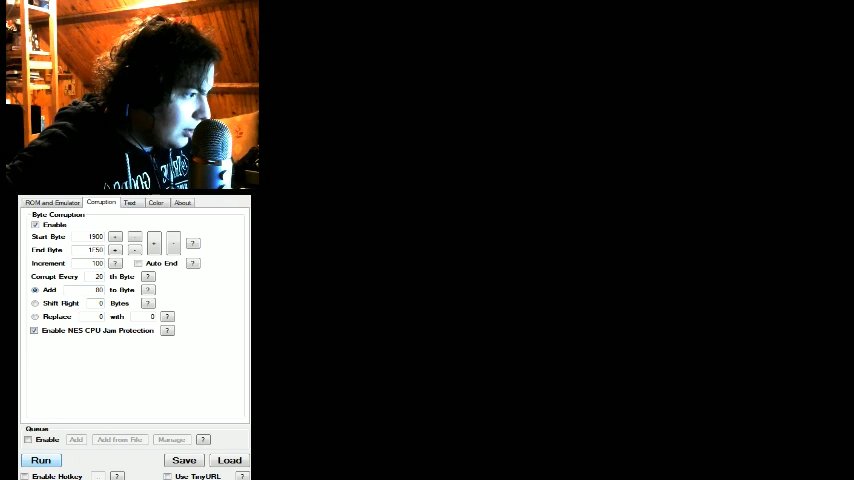 ROM and Emulator Corruption Text Color About
Byte Corruption
Enable
Start Byte 1900 + - + - ?
End Byte 1F50 + -
Increment 100 ? Auto End ?
Corrupt Every 20 th Byte ?
Add 80 to Byte ?
Shift Right 0 Bytes ?
Replace 0 with 0 ?
Enable NES CPU Jam Protection ?
Queue
Enable Add Add from File Manage ?
Run Save Load
Enable Hotkey ... ? Use TinyURL ?